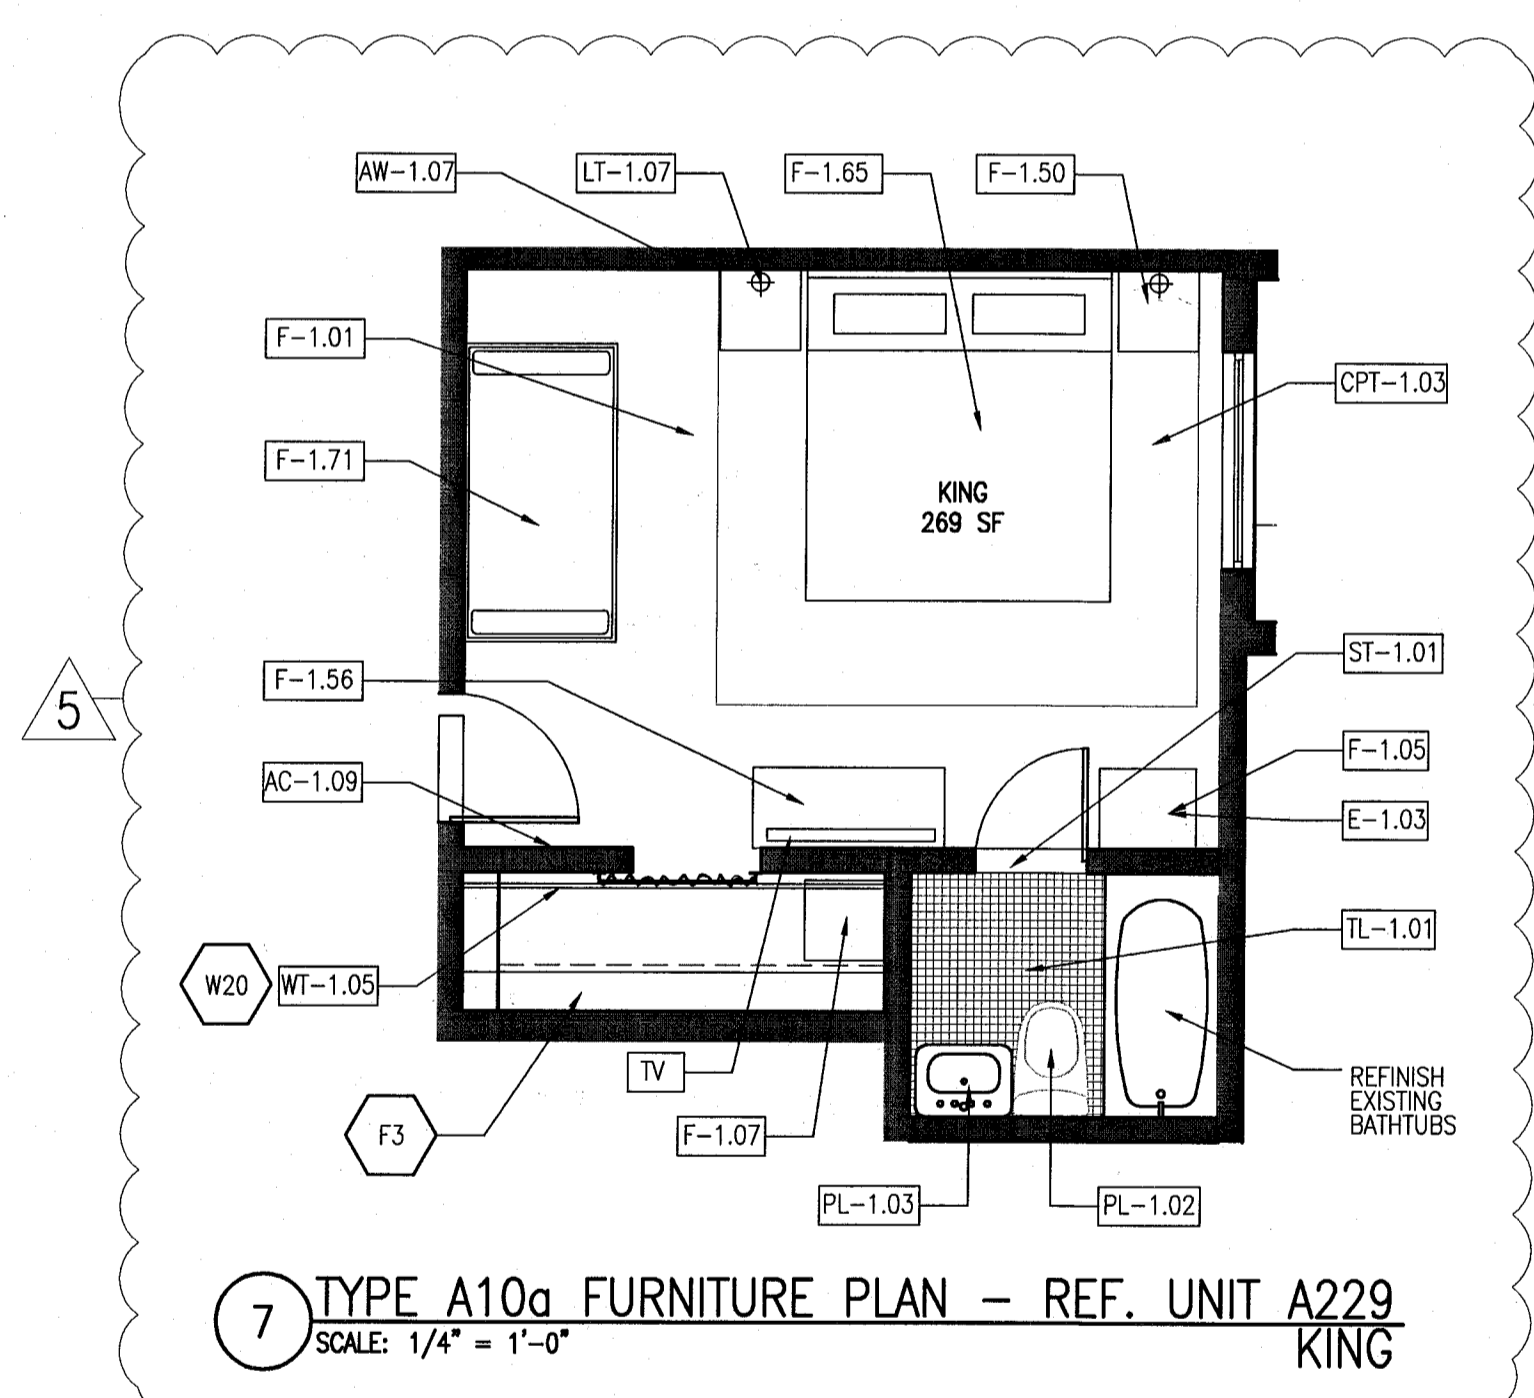 AW-1.07
LT-1.07
F-1.65
F-1.50
F-1.01
CPT-1.03
F-1.71
KING
269 SF
ST-1.01
F-1.56
5
F-1.05
AC-1.09
E-1.03
TL-1.01
W20
WT-1.05
TV
REFINISH
EXISTING
BATHTUBS
F3
F-1.07
PL-1.03
PL-1.02
7
TYPE A10a FURNITURE PLAN - REF. UNIT A229
SCALE: 1/4" = 1'-0"
KING